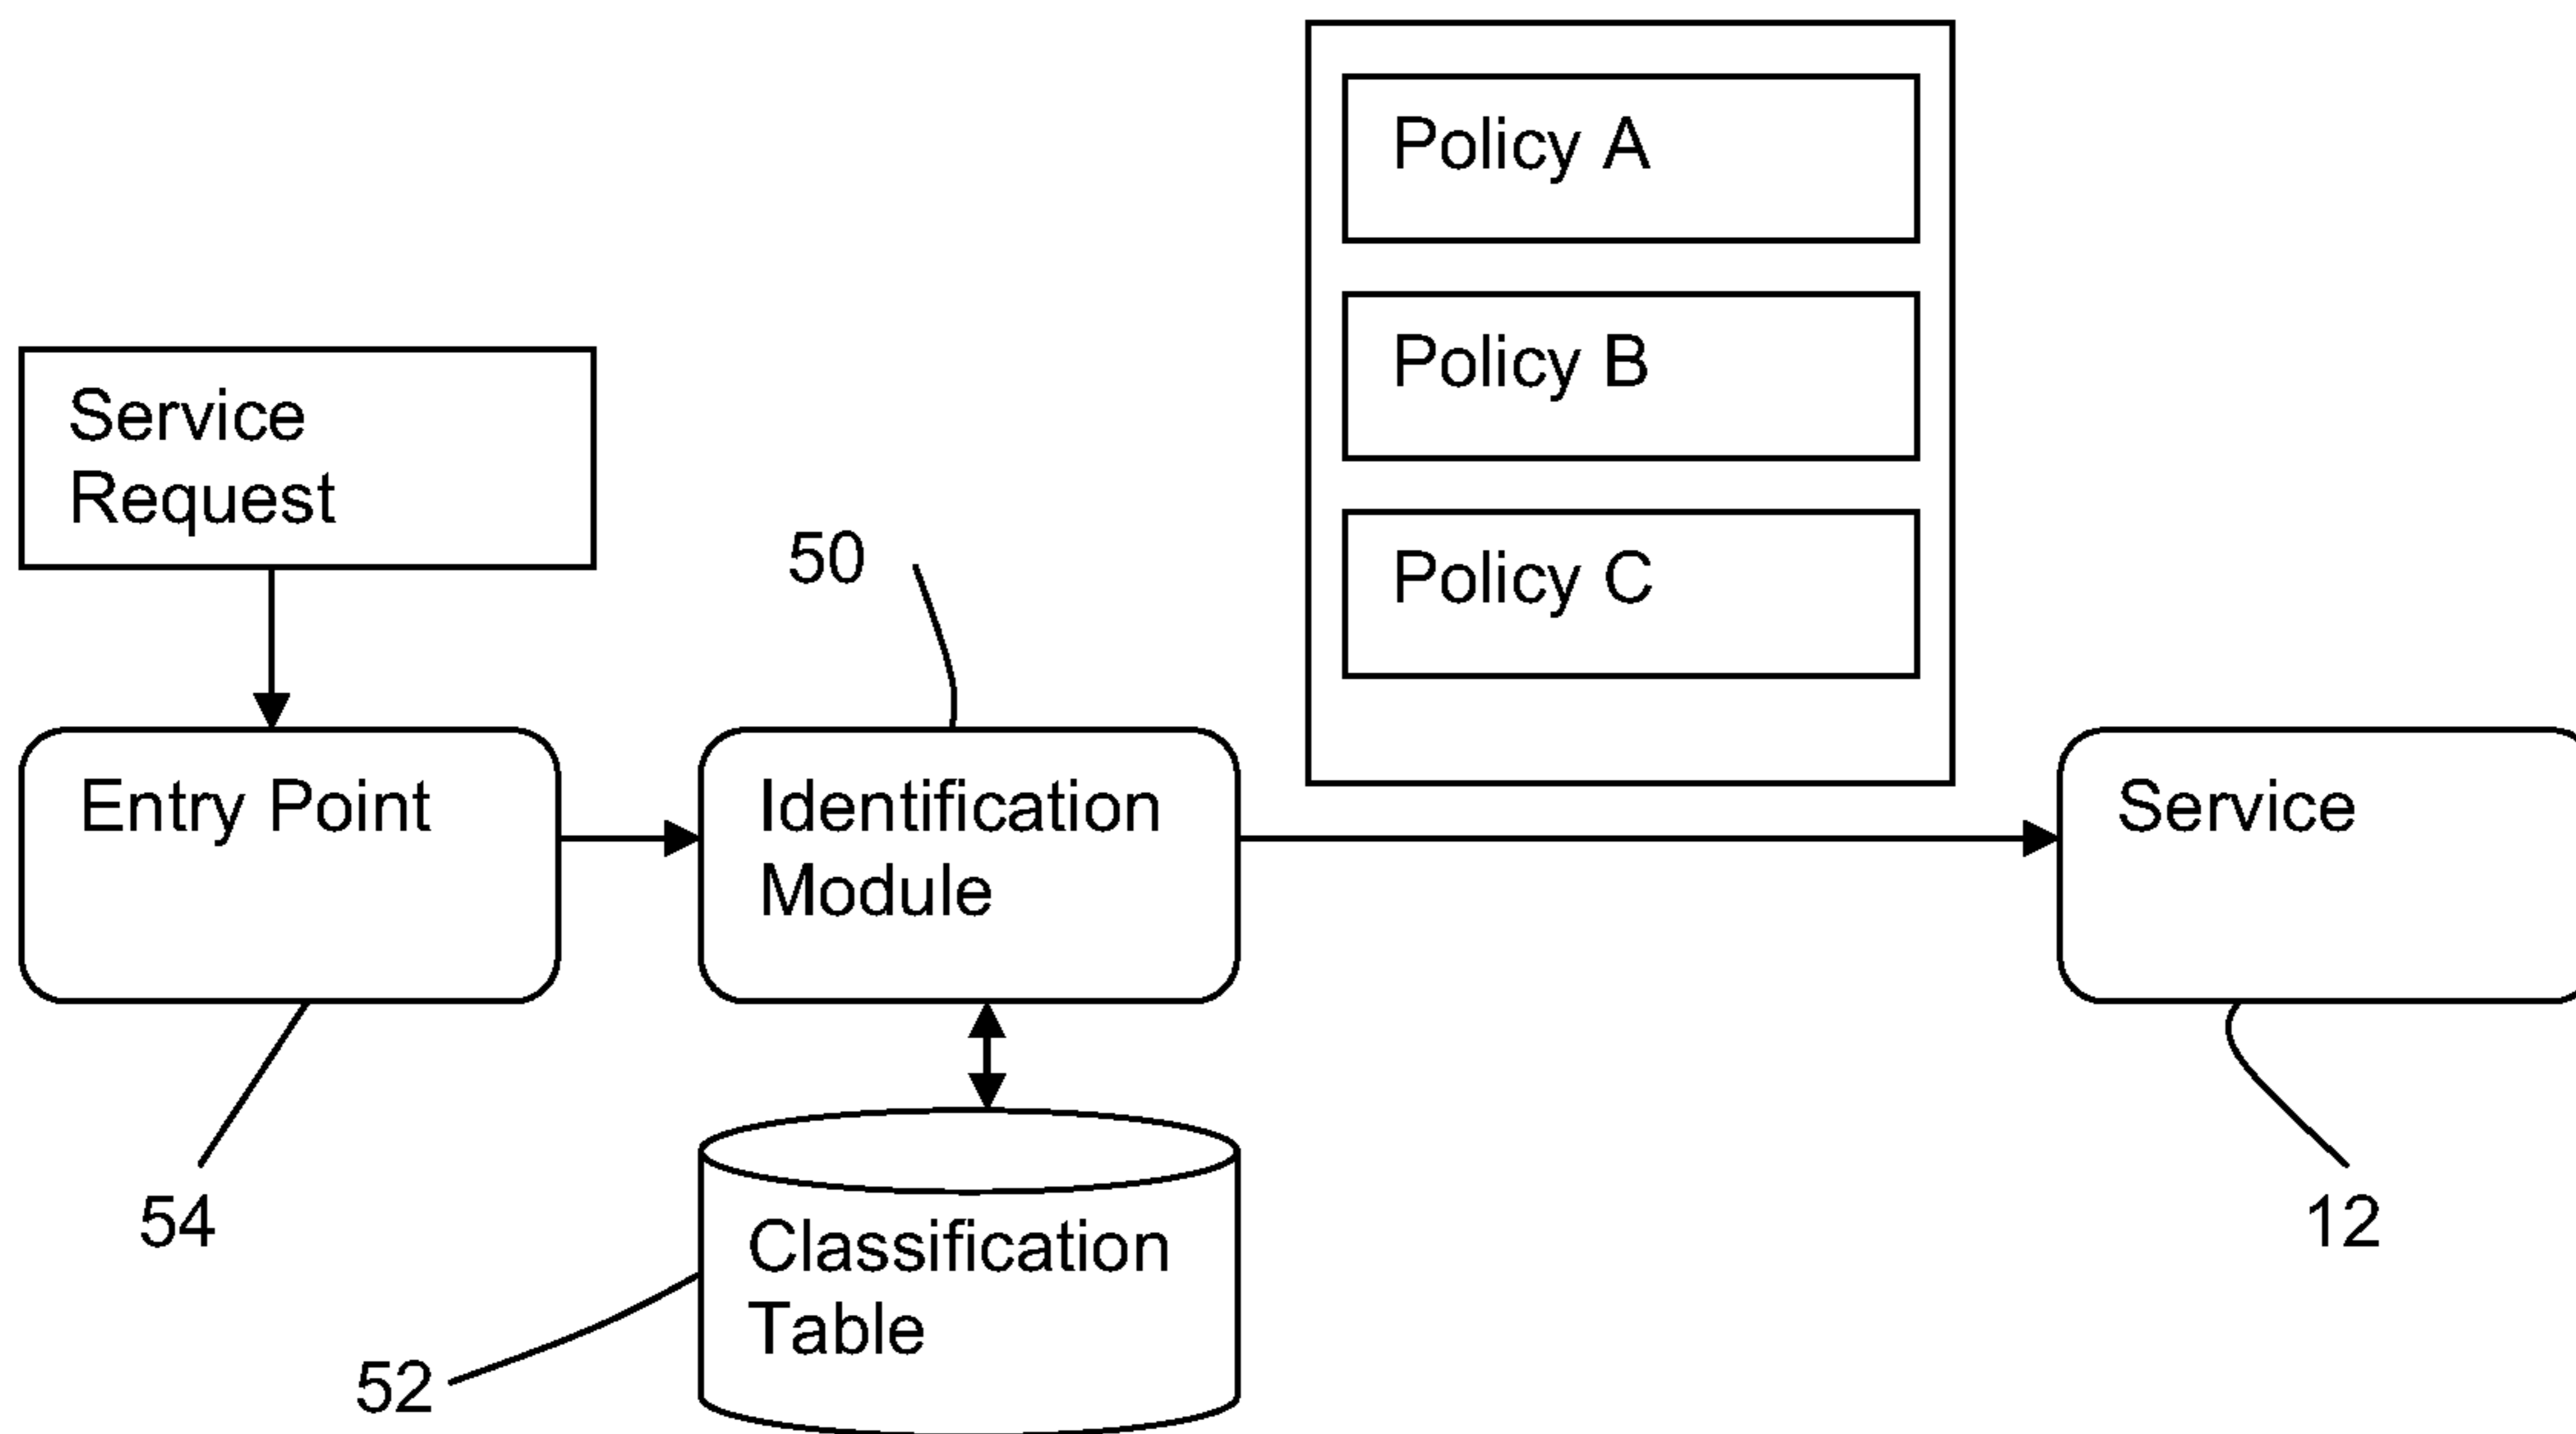 Policy A
Policy B
Policy C
Service
Request
50
Entry Point
Identification
Module
Service
54
12
Classification
Table
52